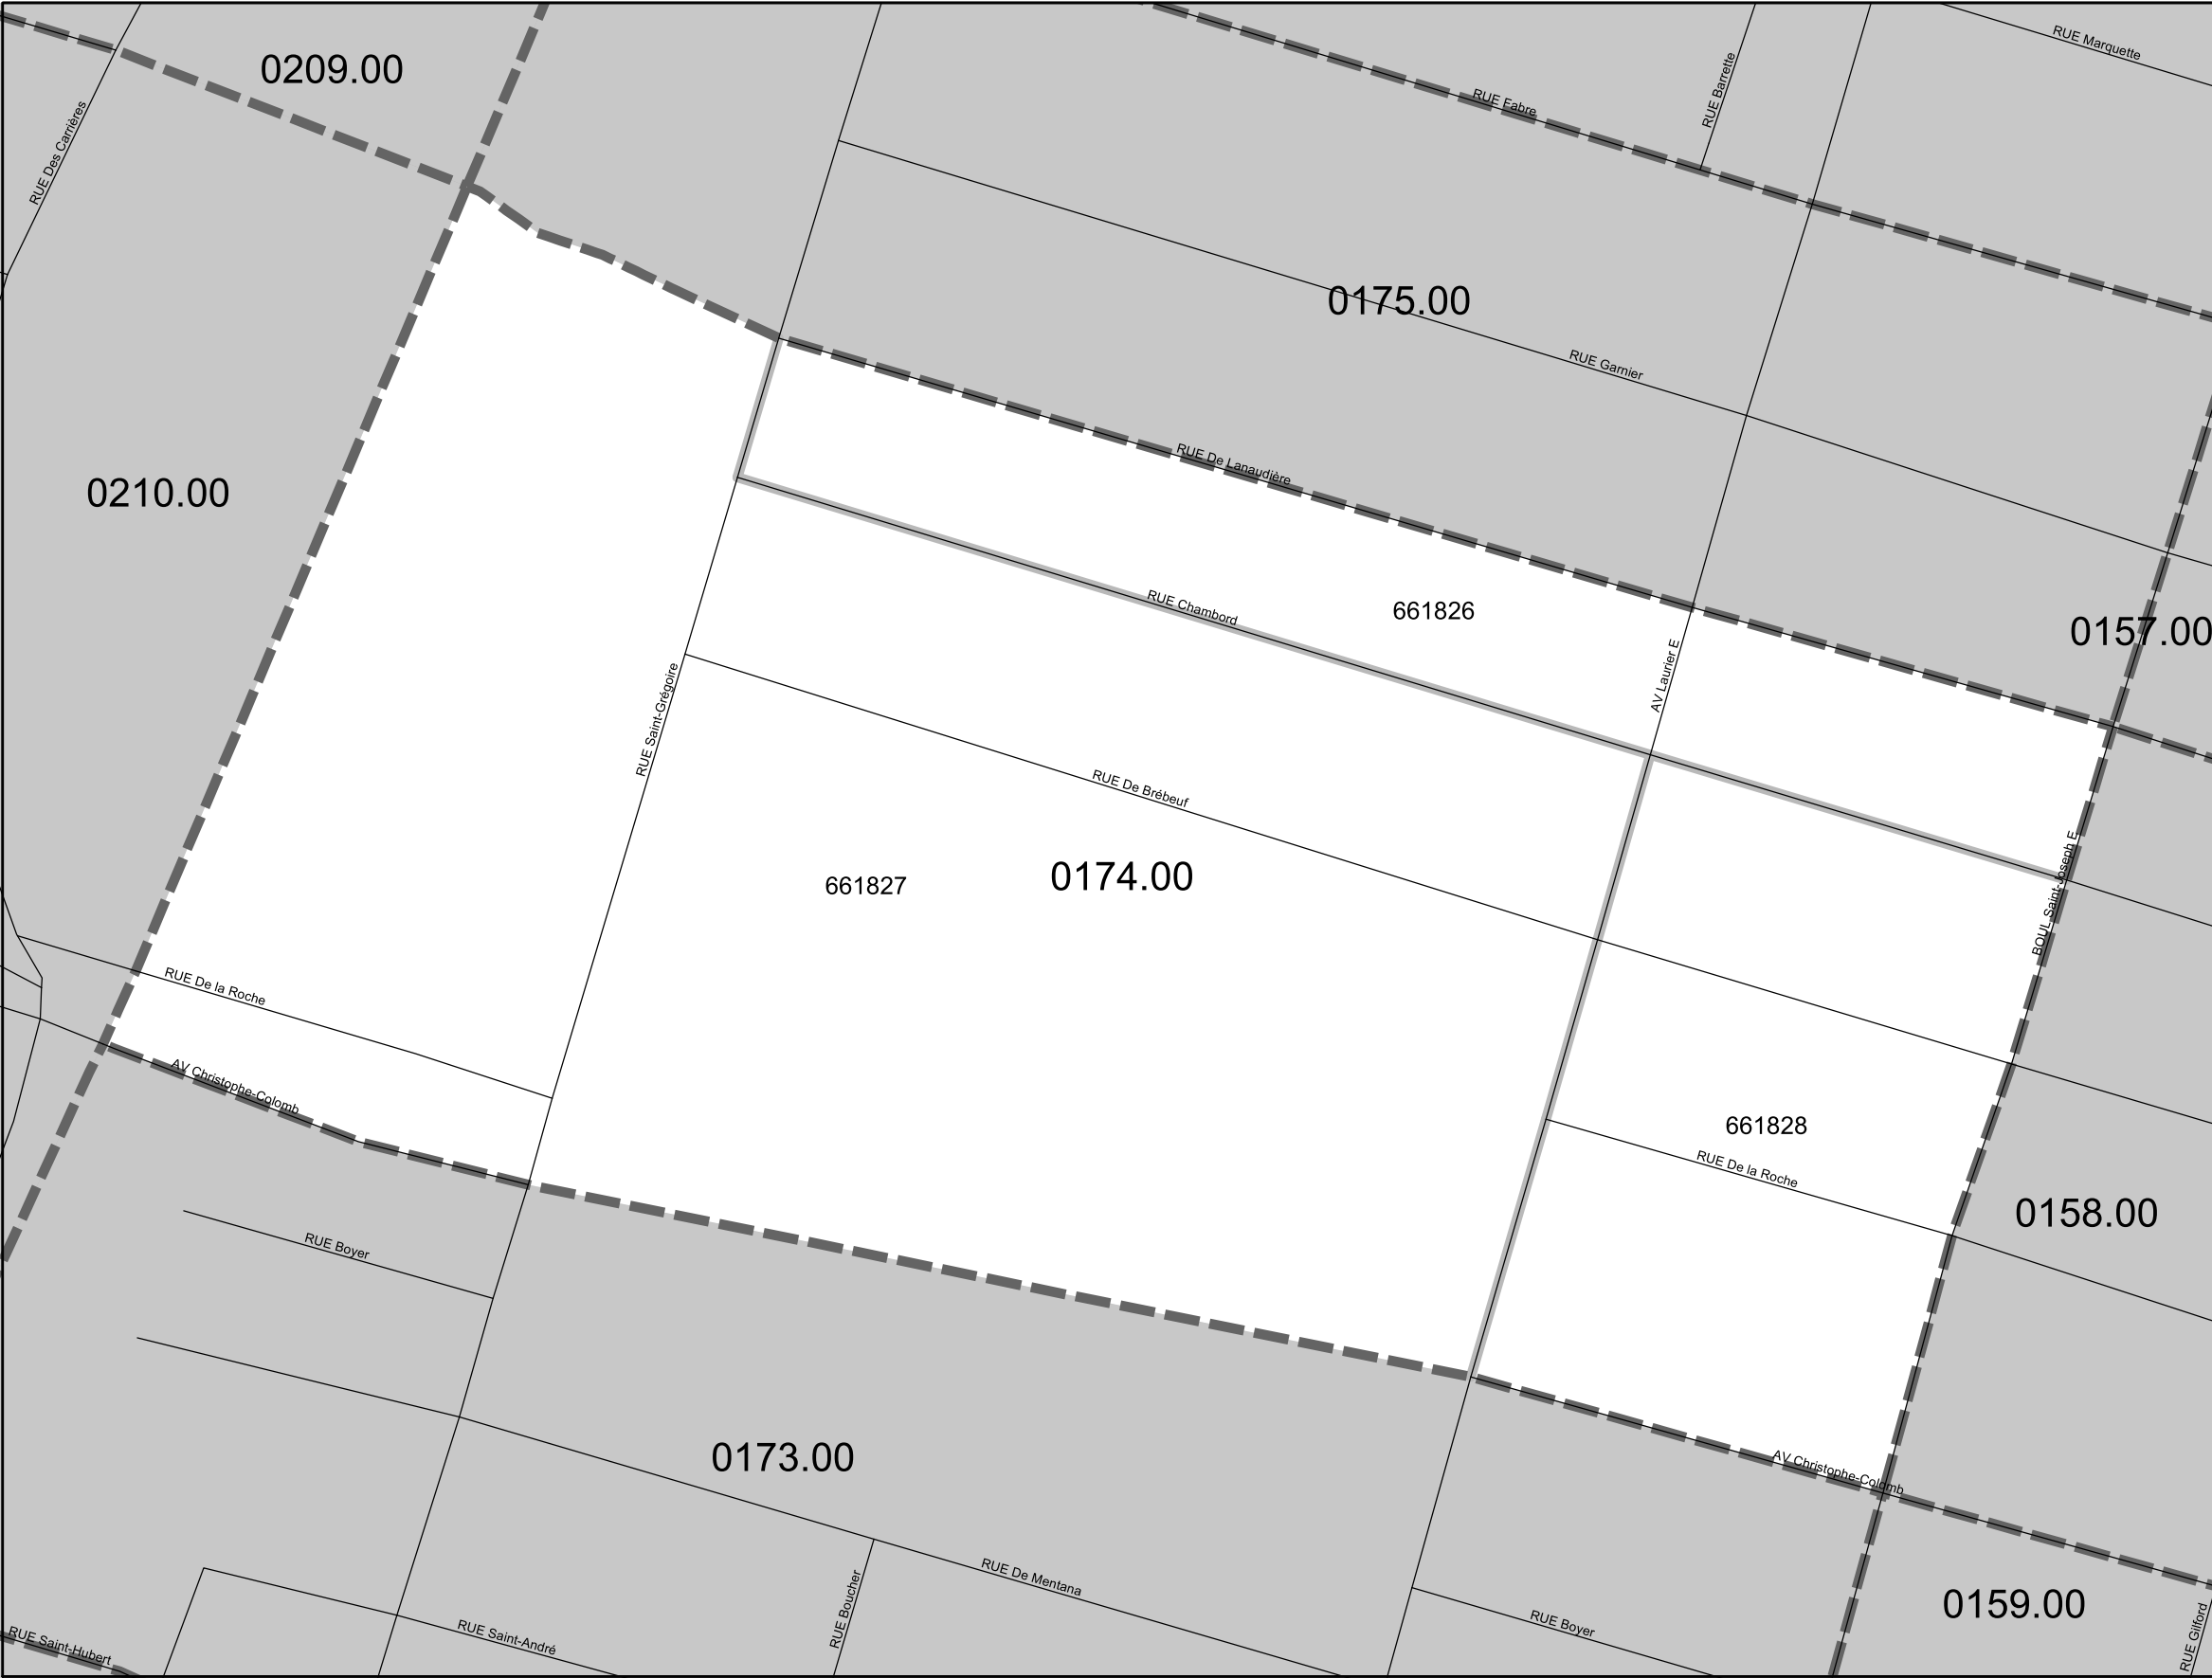 RUE Marquette
0209.00
RUE Barrette
RUE Fabre
RUE Des Carrières
0175.00
RUE Garnier
RUE De Lanaudière
0210.00
RUE Chambord
661826
0157.00
AV Laurier E
RUE Saint-Grégoire
RUE De Brébeuf
661827
0174.00
BOUL Saint-Joseph E
RUE De la Roche
AV Christophe-Colomb
661828
RUE De la Roche
0158.00
RUE Boyer
0173.00
AV Christophe-Colomb
RUE De Mentana
RUE Boucher
0159.00
RUE Boyer
RUE Gilford
RUE Saint-André
RUE Saint-Hubert